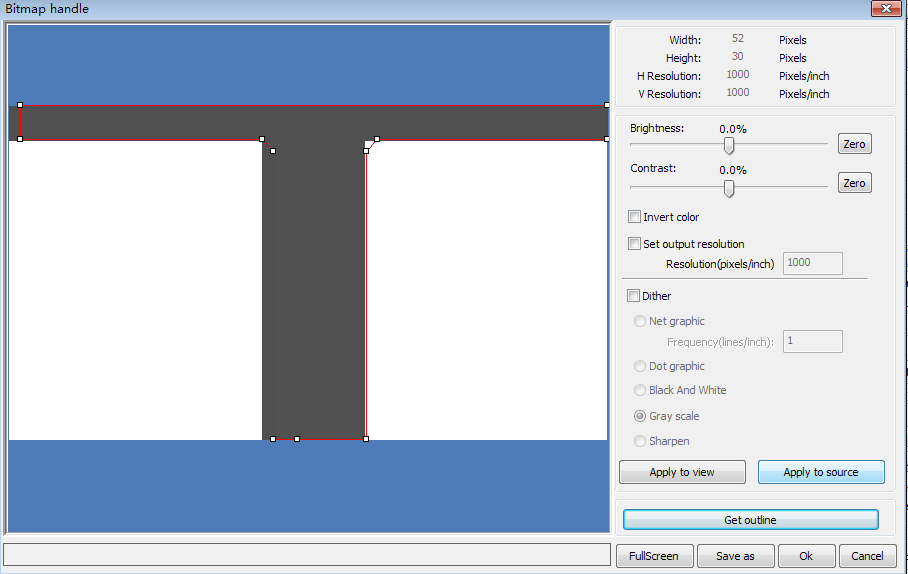 Bitmap handle
Width: 52 Pixels
Height: 30 Pixels
H Resolution: 1000 Pixels/inch
V Resolution: 1000 Pixels/inch
Brightness: 0.0%
Zero
Contrast: 0.0%
Zero
Invert color
Set output resolution
Resolution(pixels/inch) 1000
Dither
Net graphic
Frequency(lines/inch): 1
Dot graphic
Black And White
Gray scale
Sharpen
Apply to view Apply to source
Get outline
FullScreen Save as Ok Cancel